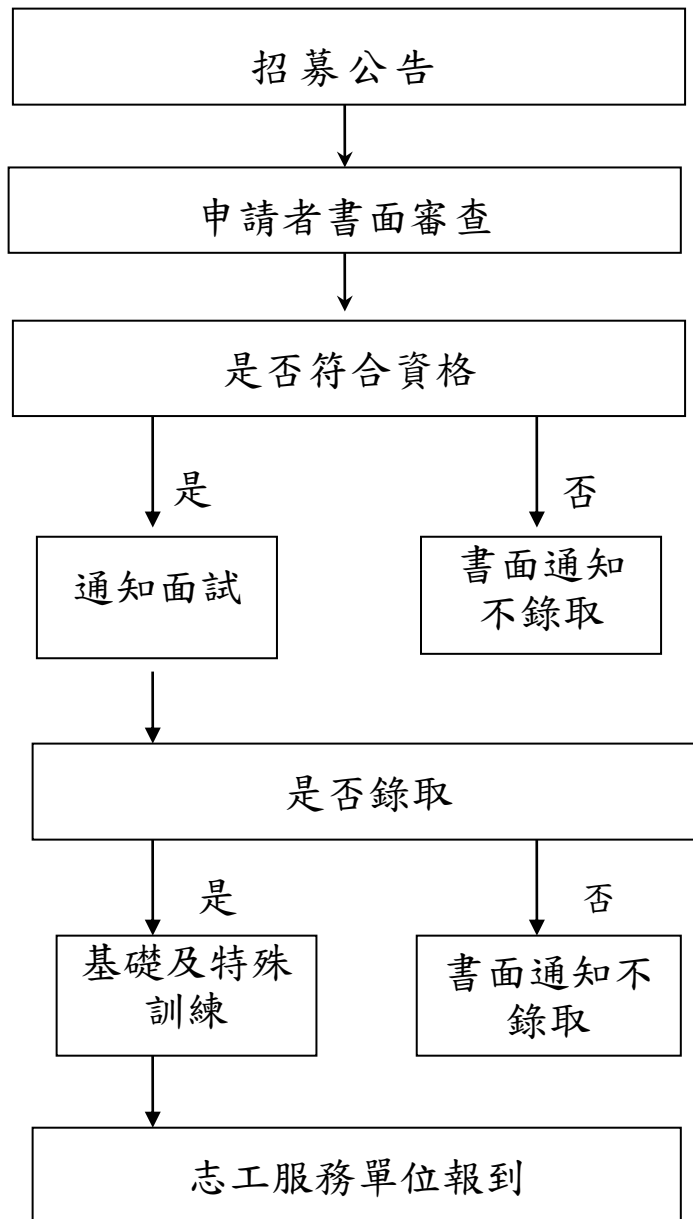 招募公告
申請者書面審查
是否符合資格
是
否
通知面試
書面通知
不錄取
是否錄取
是
否
基礎及特殊
訓練
書面通知不
錄取
志工服務單位報到